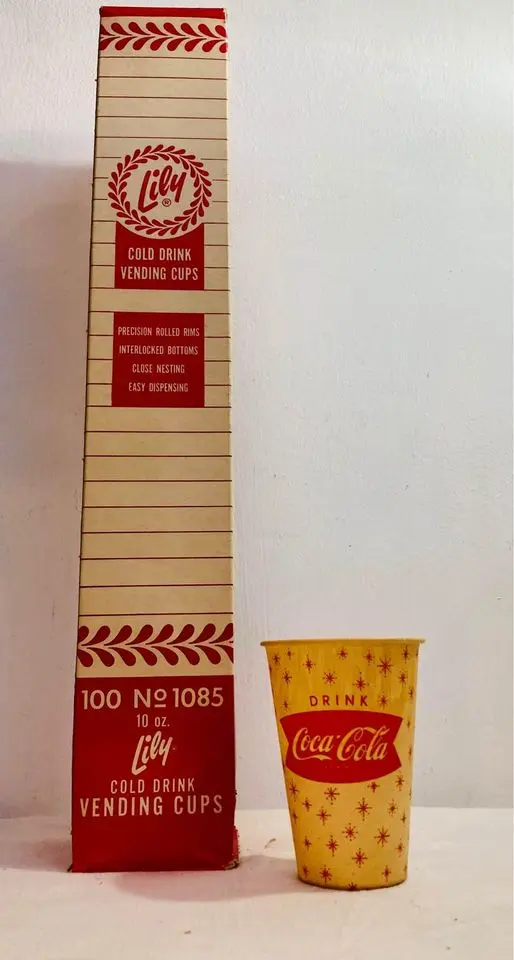 Lily®
COLD DRINK
VENDING CUPS
PRECISION ROLLED RIMS
INTERLOCKED BOTTOMS
CLOSE NESTING
EASY DISPENSING
100 Nº 1085
10 oz.
Lily
COLD DRINK
VENDING CUPS
DRINK
Coca-Cola